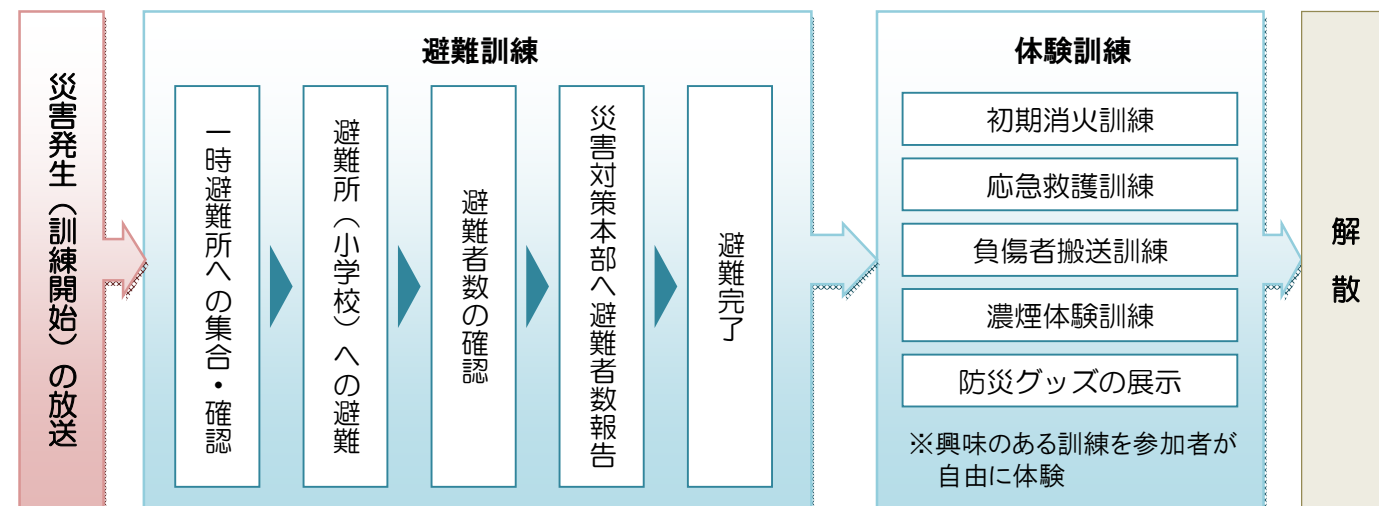 災害発生（訓練開始）の放送
避難訓練
一時避難所への集合・確認
避難所（小学校）への避難
避難者数の確認
災害対策本部へ避難者数報告
避難完了
体験訓練
初期消火訓練
応急救護訓練
負傷者搬送訓練
濃煙体験訓練
防災グッズの展示
※興味のある訓練を参加者が
自由に体験
解散